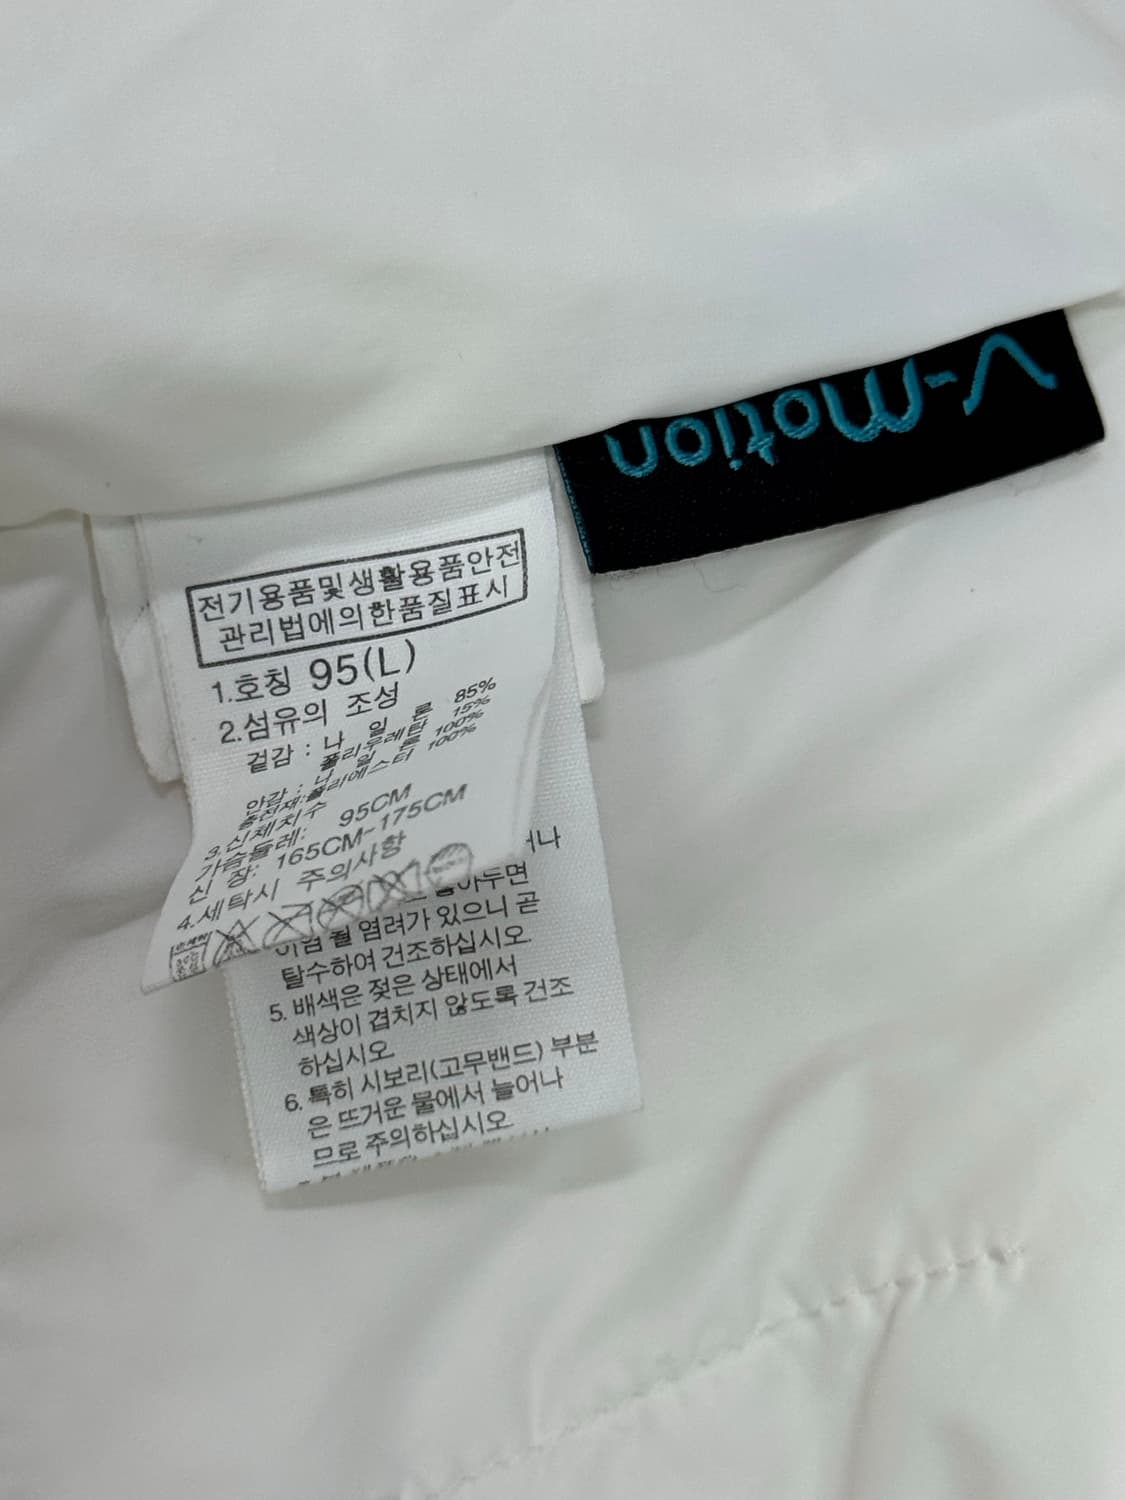 V-Motion
전기용품및생활용품안전
관리법에의한품질표시
1.호칭 95(L)
2.섬유의 조성
겉감 : 나 일 론 85%
폴리우레탄 15%
안감 : 나 일 론 100%
충전재:폴리에스터 100%
3.신체치수
가슴둘레: 95CM
신 장: 165CM-175CM
4.세탁시 주의사항
염려가 있으니 곧
탈수하여 건조하십시오.
5. 배색은 젖은 상태에서
색상이 겹치지 않도록 건조
하십시오.
6. 특히 시보리(고무밴드) 부분
은 뜨거운 물에서 늘어나
므로 주의하십시오